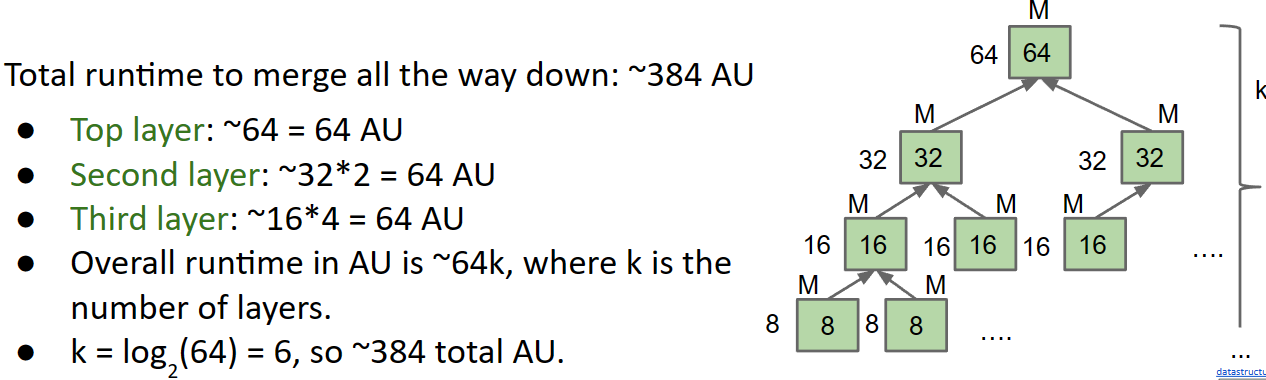 Total runtime to merge all the way down: ~384 AU
● Top layer: ~64 = 64 AU
● Second layer: ~32*2 = 64 AU
● Third layer: ~16*4 = 64 AU
● Overall runtime in AU is ~64k, where k is the
number of layers.
● k = log2(64) = 6, so ~384 total AU.
M
64 64
k
M M
32 32 32 32
M M M
16 16 16 16 16 16 ....
M M
8 8 8 8 ....
...
datastructu